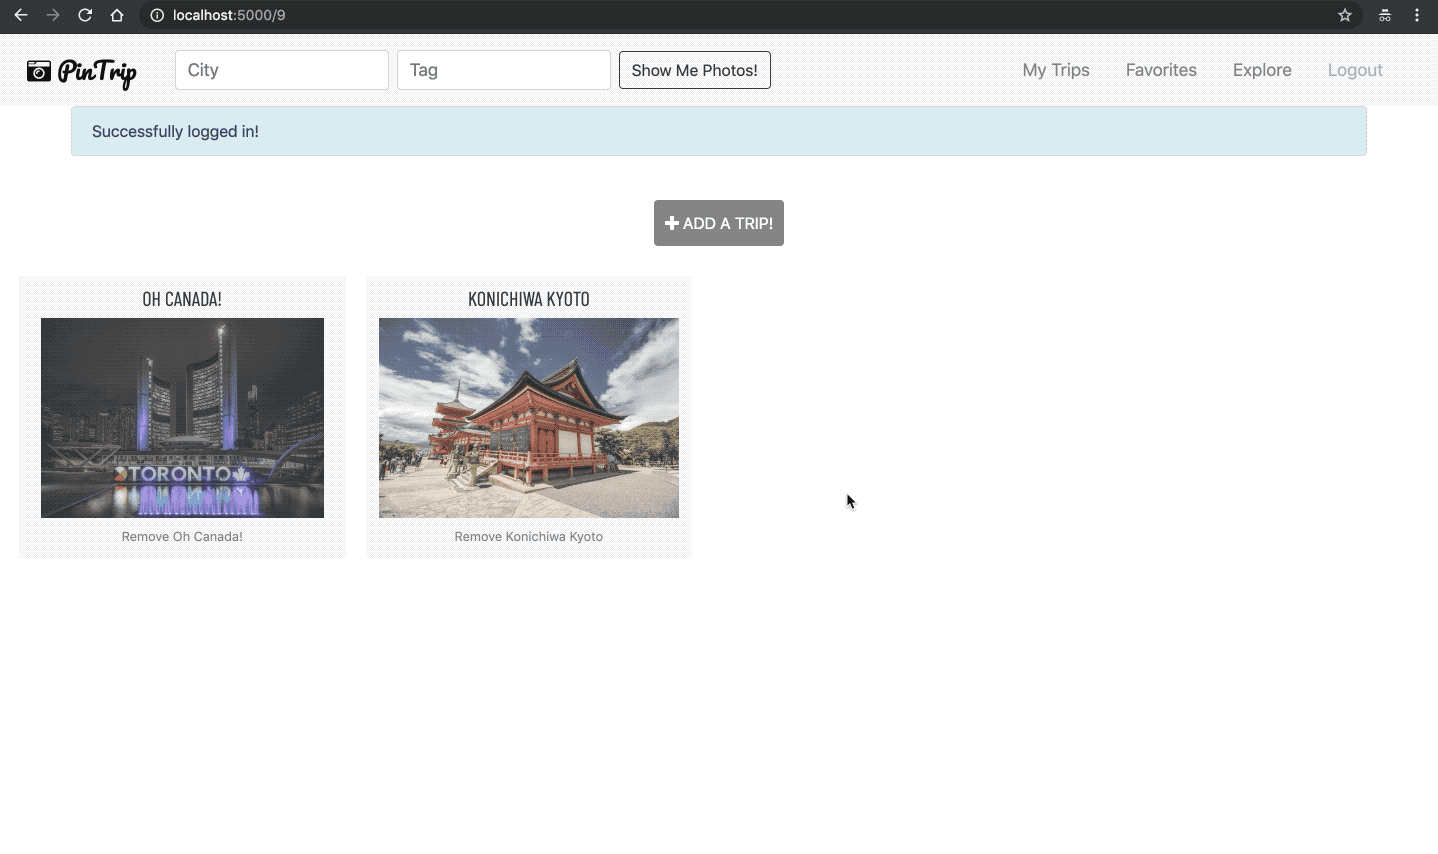 localhost:5000/9
PinTrip
City
Tag
Show Me Photos!
My Trips
Favorites
Explore
Logout
Successfully logged in!
ADD A TRIP!
OH CANADA!
KONICHIWA KYOTO
TORONTO
Remove Oh Canada!
Remove Konichiwa Kyoto